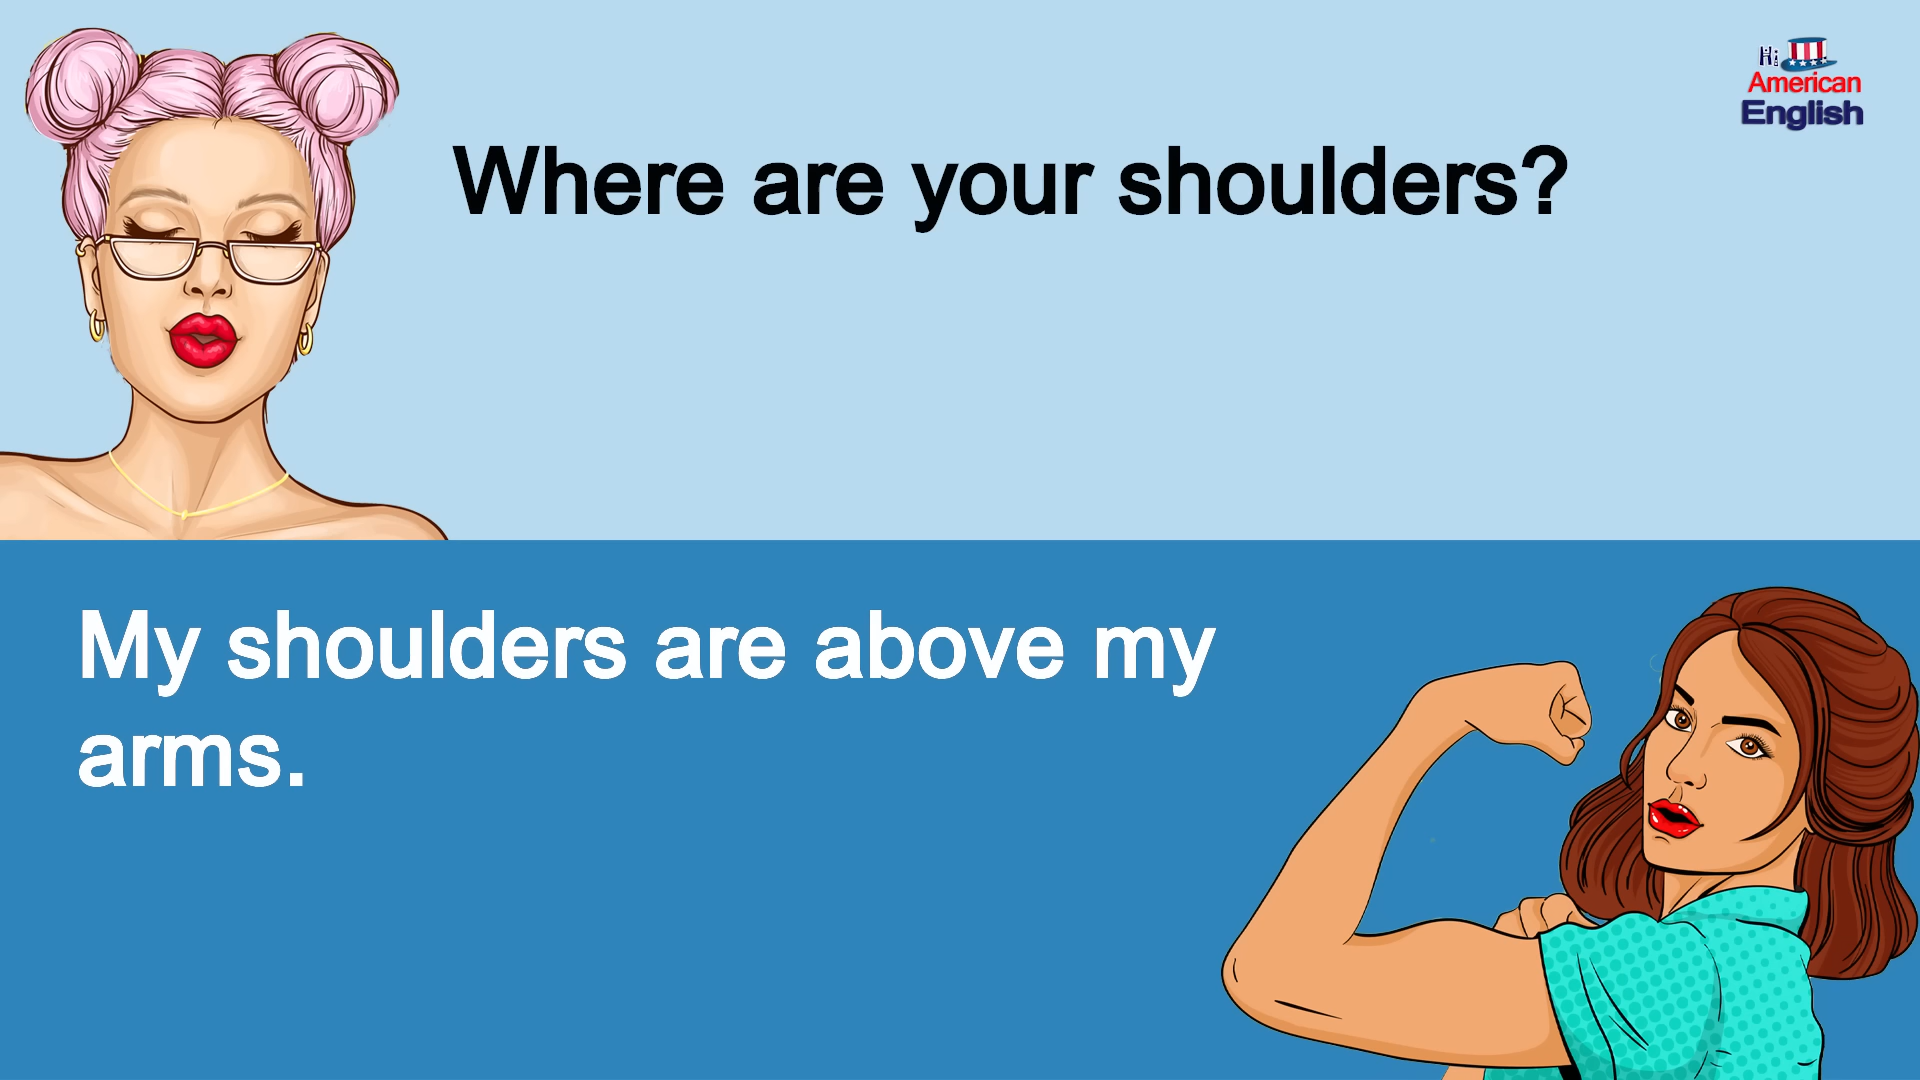 Hi
American
English
Where are your shoulders?
My shoulders are above my
arms.